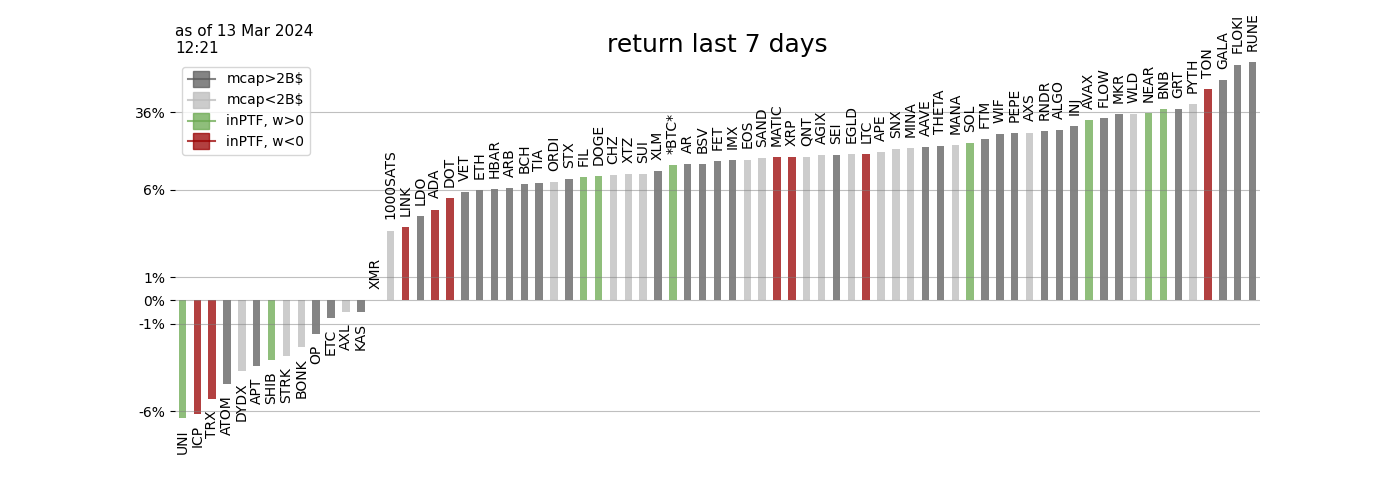 as of 13 Mar 2024
12:21
return last 7 days
mcap>2B$
mcap<2B$
inPTF, w>0
inPTF, w<0
36%
6%
1%
0%
-1%
-6%
UNI
ICP
TRX
ATOM
DYDX
APT
SHIB
STRK
BONK
OP
ETC
AXL
KAS
XMR
1000SATS
LINK
LDO
ADA
DOT
VET
ETH
HBAR
ARB
BCH
TIA
ORDI
STX
FIL
DOGE
CHZ
XTZ
SUI
XLM
*BTC*
AR
BSV
FET
IMX
EOS
SAND
MATIC
XRP
QNT
AGIX
SEI
EGLD
LTC
APE
SNX
MINA
AAVE
THETA
MANA
SOL
FTM
WIF
PEPE
AXS
RNDR
ALGO
INJ
AVAX
FLOW
MKR
WLD
NEAR
BNB
GRT
PYTH
TON
GALA
FLOKI
RUNE